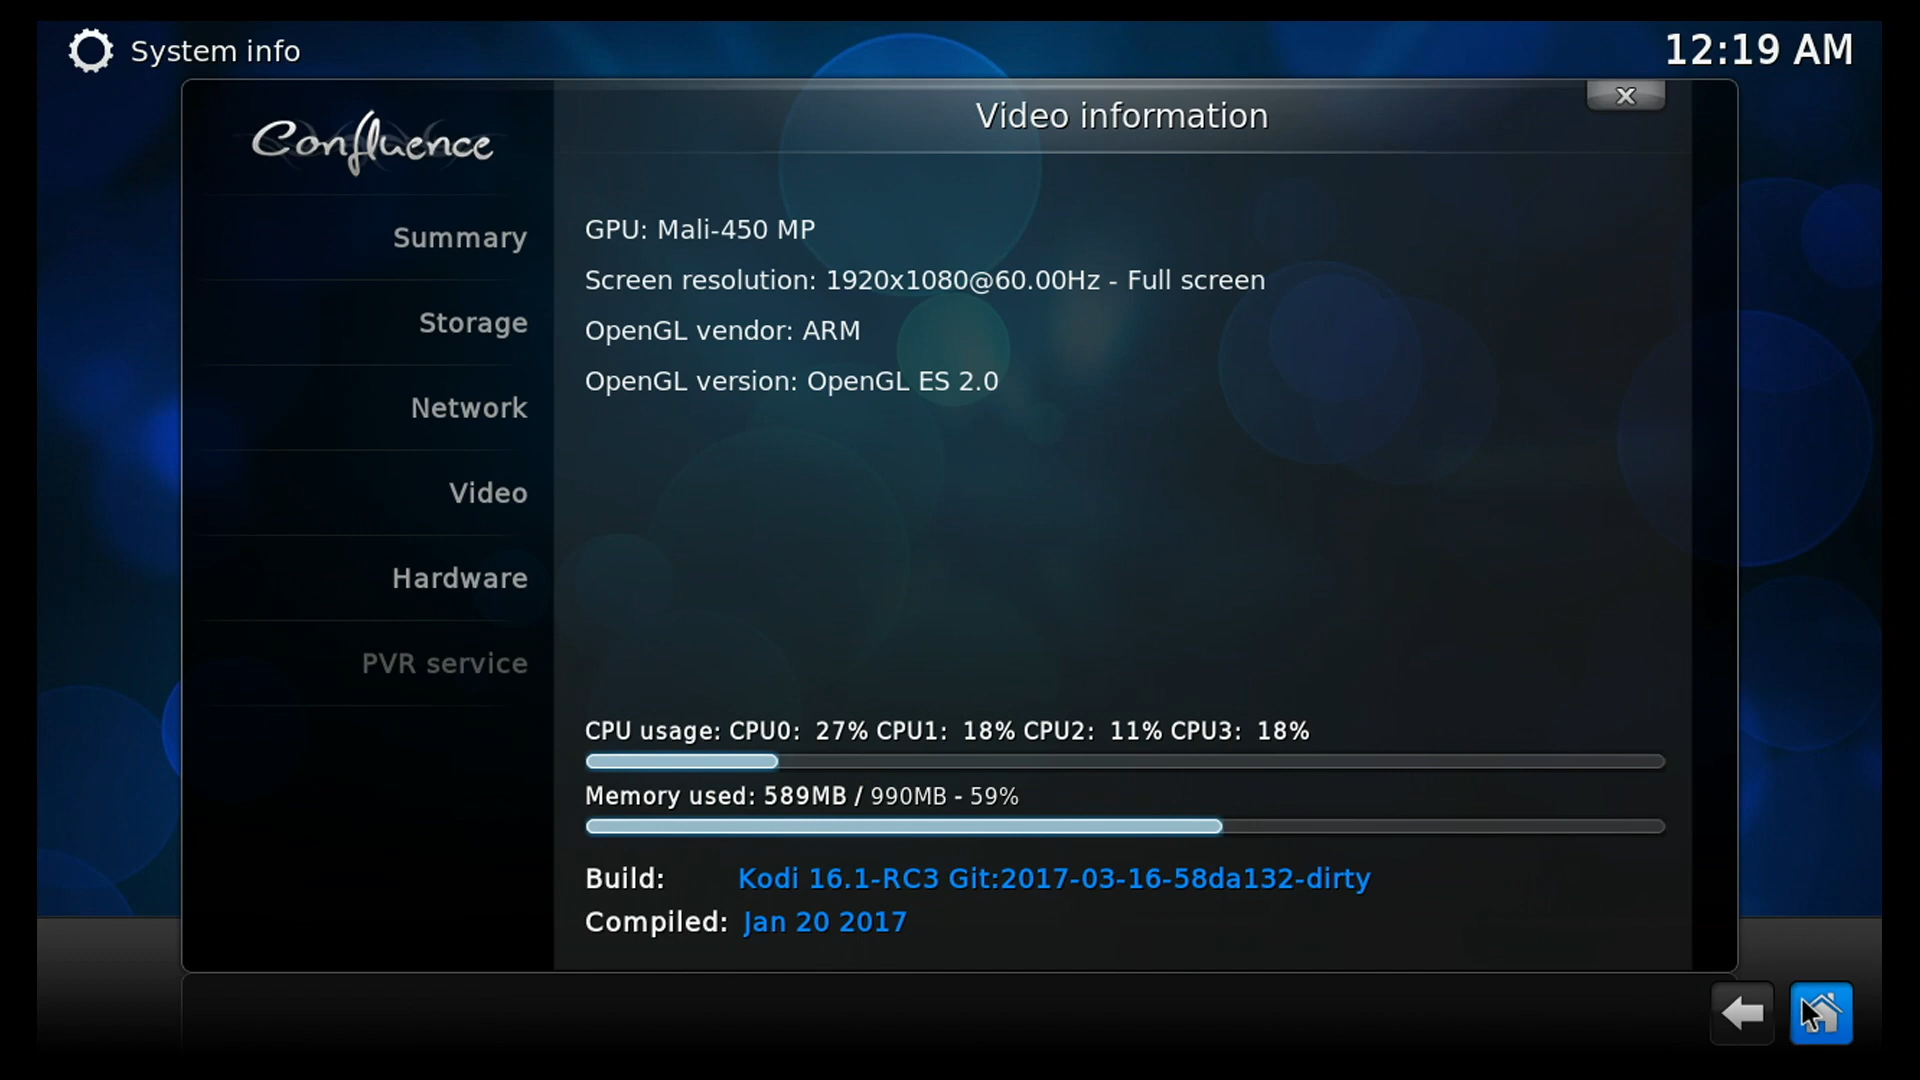 System info
12:19 AM
Confluence
Video information
x
Summary
Storage
Network
Video
Hardware
PVR service
GPU: Mali-450 MP
Screen resolution: 1920x1080@60.00Hz - Full screen
OpenGL vendor: ARM
OpenGL version: OpenGL ES 2.0
CPU usage: CPU0: 27% CPU1: 18% CPU2: 11% CPU3: 18%
Memory used: 589MB / 990MB - 59%
Build: Kodi 16.1-RC3 Git:2017-03-16-58da132-dirty
Compiled: Jan 20 2017